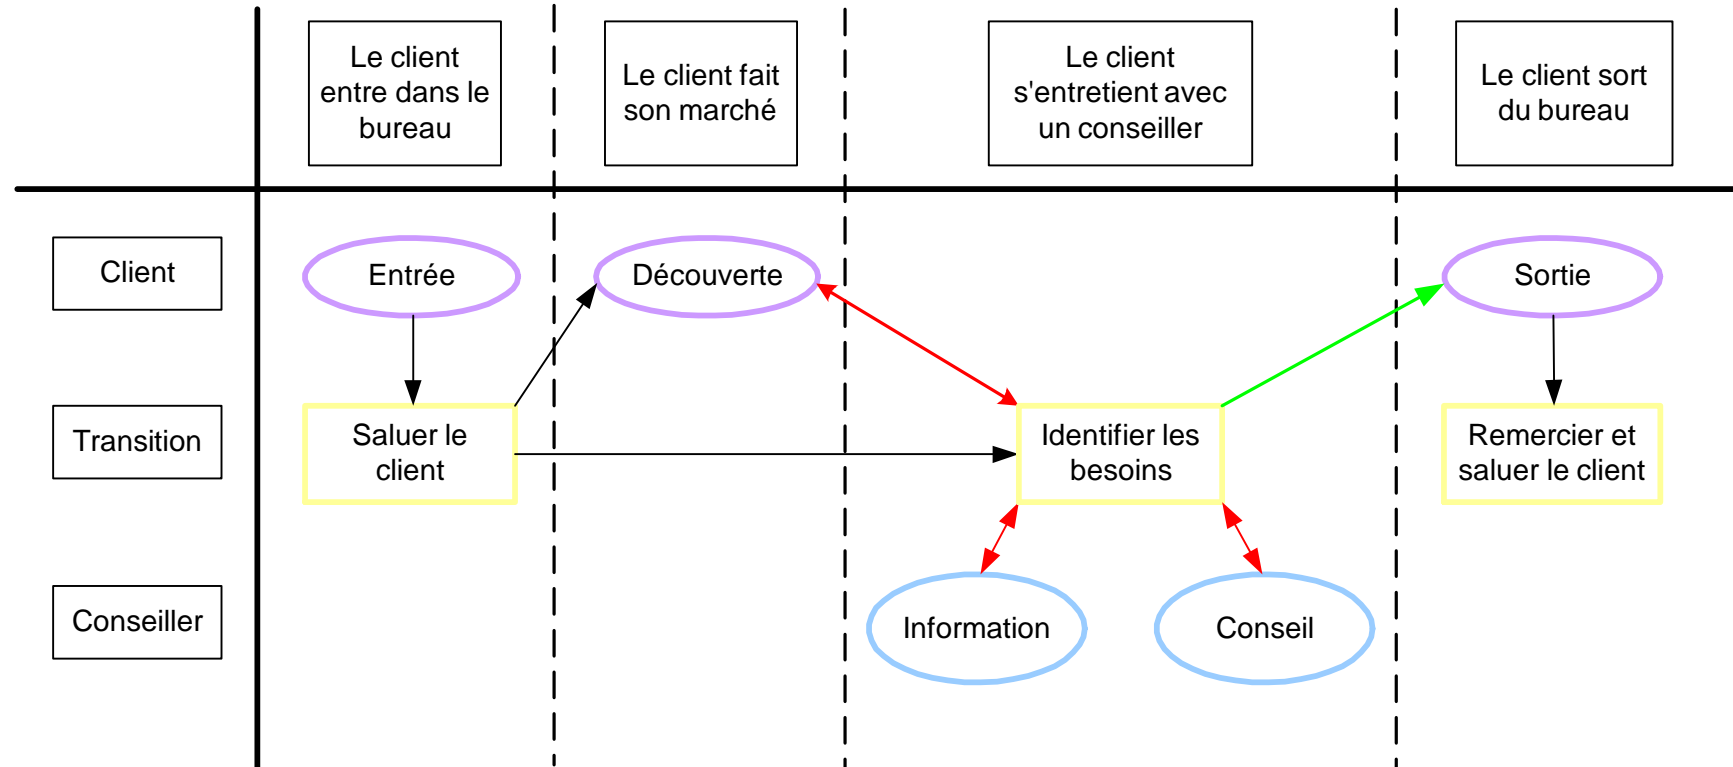 Le client
entre dans le
bureau
Le client fait
son marché
Le client
s'entretient avec
un conseiller
Le client sort
du bureau
Client
Entrée
Découverte
Sortie
Transition
Saluer le
client
Identifier les
besoins
Remercier et
saluer le client
Conseiller
Information
Conseil